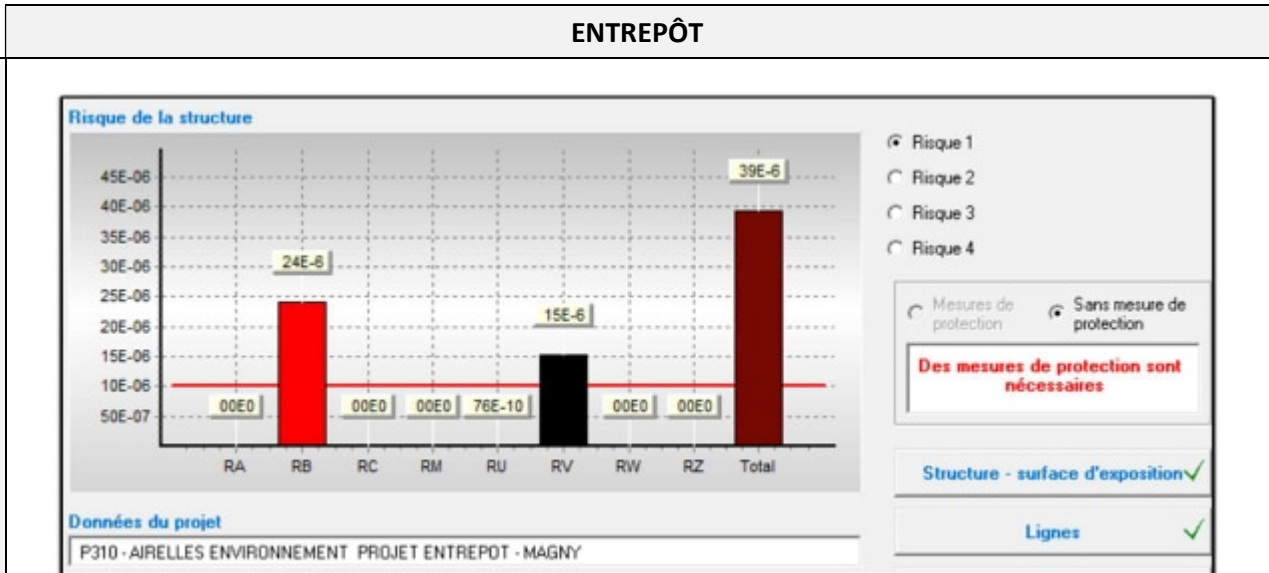 ENTREPÔT
Risque de la structure
45E-06
40E-06
35E-06
30E-06
25E-06
20E-06
15E-06
10E-06
50E-07
00E0
24E-6
00E0
00E0
76E-10
15E-6
00E0
00E0
39E-6
RA RB RC RM RU RV RW RZ Total
Risque 1
Risque 2
Risque 3
Risque 4
Mesures de protection
Sans mesure de protection
Des mesures de protection sont
nécessaires
Structure - surface d'exposition
Lignes
Données du projet
P310 - AIRELLES ENVIRONNEMENT PROJET ENTREPOT - MAGNY